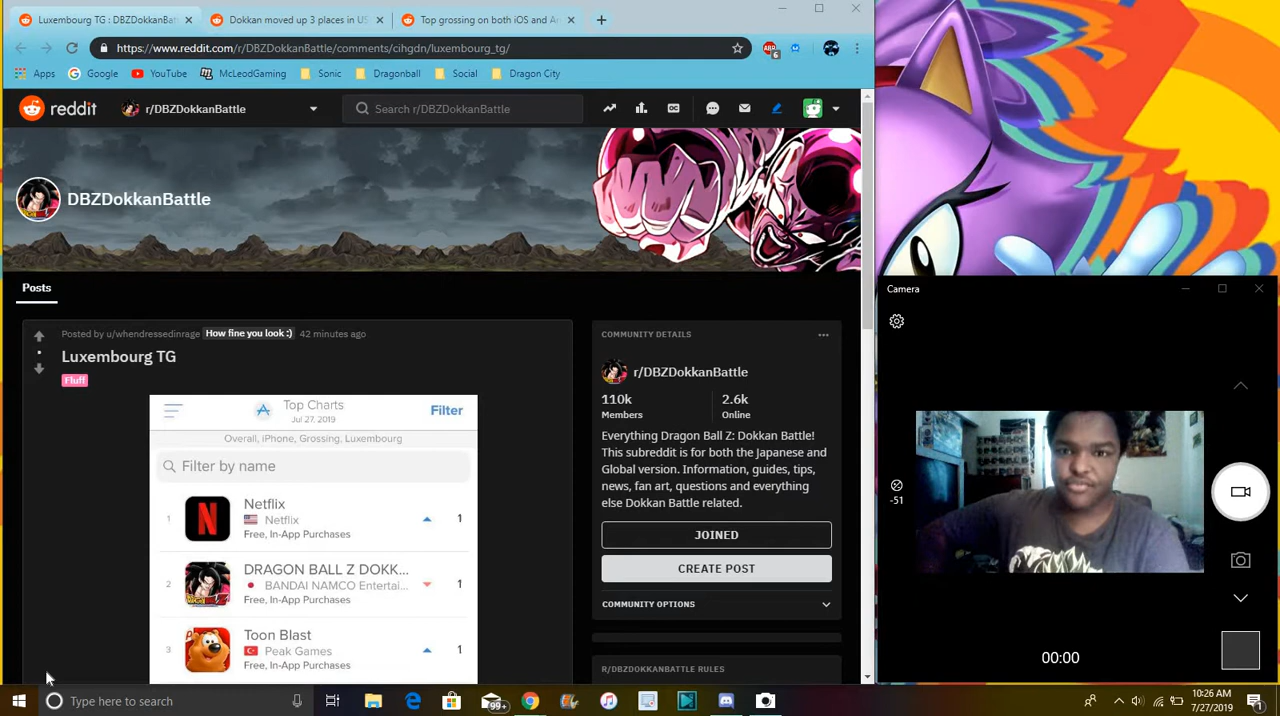 Luxembourg TG : DBZDokkanBat
Dokkan moved up 3 places in US
Top grossing on both iOS and An
https://www.reddit.com/r/DBZDokkanBattle/comments/cihgdn/luxembourg_tg/
ABP
6
Apps
Google
YouTube
McLeodGaming
Sonic
Dragonball
Social
Dragon City
reddit
r/DBZDokkanBattle
Search r/DBZDokkanBattle
DBZDokkanBattle
Posts
Posted by u/whendressedinrage How fine you look :) 42 minutes ago
Luxembourg TG
Fluff
Top Charts
Jul 27, 2019
Filter
Overall, iPhone, Grossing, Luxembourg
Filter by name
1 Netflix 1
Netflix
Free, In-App Purchases
2 DRAGON BALL Z DOKK... 1
BANDAI NAMCO Entertai...
Free, In-App Purchases
3 Toon Blast 1
Peak Games
Free, In-App Purchases
COMMUNITY DETAILS
r/DBZDokkanBattle
110k 2.6k
Members Online
Everything Dragon Ball Z: Dokkan Battle!
This subreddit is for both the Japanese and
Global version. Information, guides, tips,
news, fan art, questions and everything
else Dokkan Battle related.
JOINED
CREATE POST
COMMUNITY OPTIONS
R/DBZDOKKANBATTLE RULES
Camera
-51
00:00
Type here to search
99+
10:26 AM
7/27/2019
1